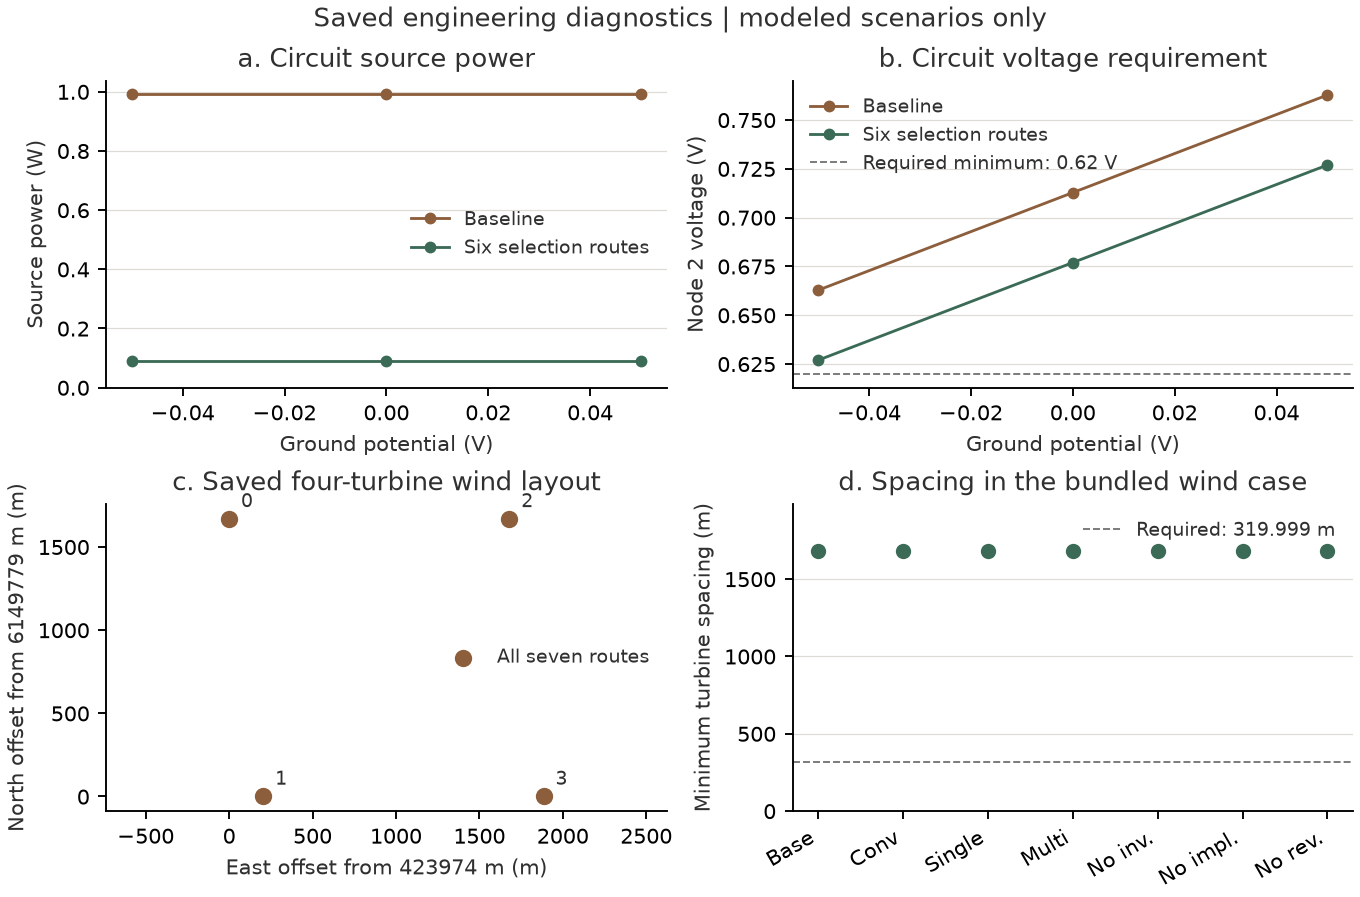 Saved engineering diagnostics | modeled scenarios only
a. Circuit source power
Source power (W)
1.0
0.8
0.6
0.4
0.2
0.0
Baseline
Six selection routes
−0.04
−0.02
0.00
0.02
0.04
Ground potential (V)
b. Circuit voltage requirement
Node 2 voltage (V)
0.750
0.725
0.700
0.675
0.650
0.625
Baseline
Six selection routes
Required minimum: 0.62 V
−0.04
−0.02
0.00
0.02
0.04
Ground potential (V)
c. Saved four-turbine wind layout
North offset from 6149779 m (m)
1500
1000
500
0
0
2
1
3
All seven routes
−500
0
500
1000
1500
2000
2500
East offset from 423974 m (m)
d. Spacing in the bundled wind case
Minimum turbine spacing (m)
1500
1000
500
0
Required: 319.999 m
Base
Conv
Single
Multi
No inv.
No impl.
No rev.